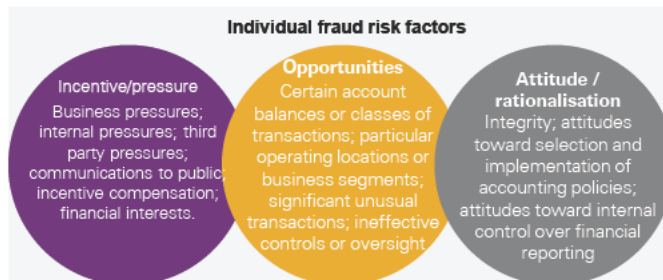 Individual fraud risk factors
Incentive/pressure
Business pressures;
internal pressures; third
party pressures;
communications to public;
incentive compensation;
financial interests.
Opportunities
Certain account
balances or classes of
transactions; particular
operating locations or
business segments;
significant unusual
transactions; ineffective
controls or oversight
Attitude /
rationalisation
Integrity; attitudes
toward selection and
implementation of
accounting policies;
attitudes toward internal
control over financial
reporting